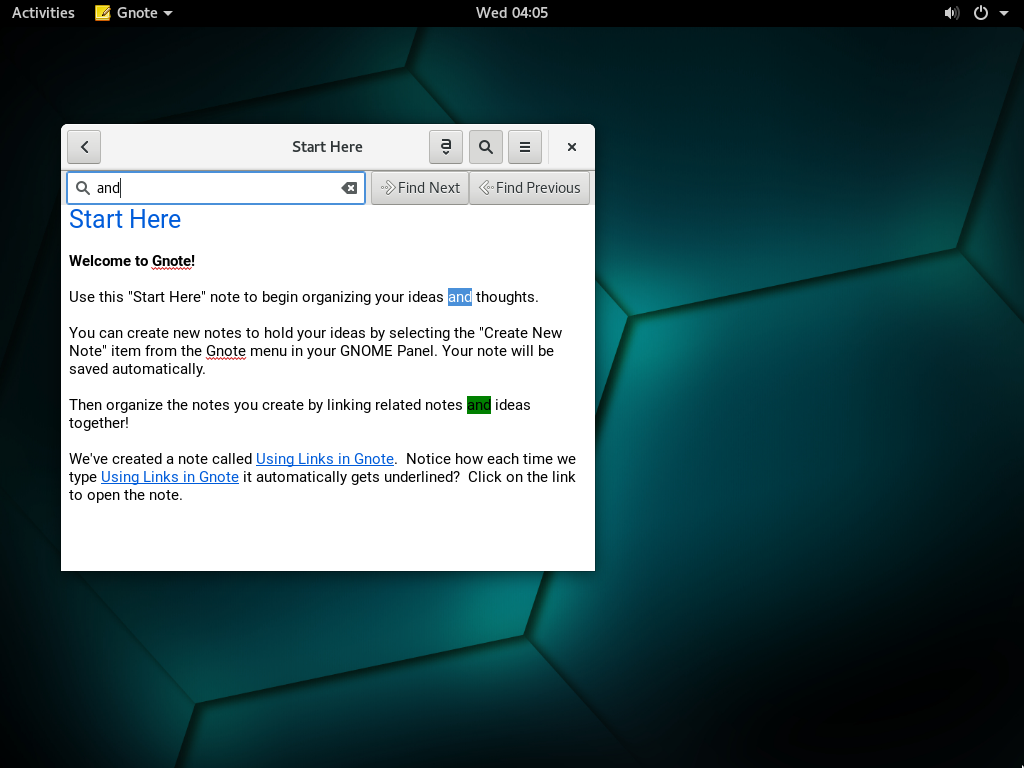 Activities Gnote Wed 04:05
Start Here
and Find Next Find Previous
Start Here
Welcome to Gnote!
Use this "Start Here" note to begin organizing your ideas and thoughts.
You can create new notes to hold your ideas by selecting the "Create New
Note" item from the Gnote menu in your GNOME Panel. Your note will be
saved automatically.
Then organize the notes you create by linking related notes and ideas
together!
We've created a note called Using Links in Gnote.  Notice how each time we
type Using Links in Gnote it automatically gets underlined?  Click on the link
to open the note.